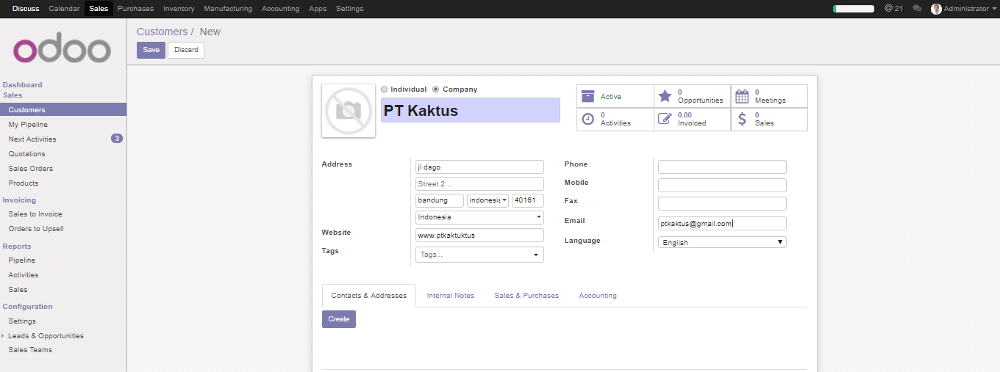 Discuss Calendar Sales Purchases Inventory Manufacturing Accounting Apps Settings @ 21 Administrator
odoo
Dashboard
Sales
Customers
My Pipeline
Next Activities 3
Quotations
Sales Orders
Products
Invoicing
Sales to Invoice
Orders to Upsell
Reports
Pipeline
Activities
Sales
Configuration
Settings
Leads & Opportunities
Sales Teams
Customers / New
Save Discard
Individual Company
PT Kaktus
Active
0 Opportunities
0 Meetings
0 Activities
0.00 Invoiced
0 Sales
Address jl dago
Street 2...
bandung indonesia 40161
Indonesia
Website www.ptkaktuktus
Tags Tags...
Phone
Mobile
Fax
Email ptkaktus@gmail.com
Language English
Contacts & Addresses Internal Notes Sales & Purchases Accounting
Create